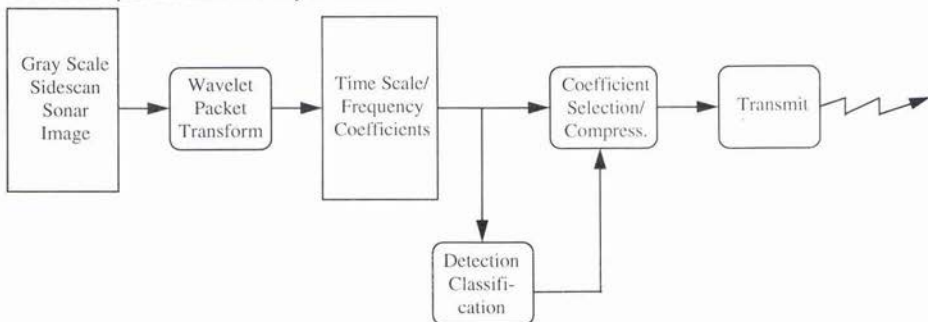 Gray Scale
Sidescan
Sonar
Image
Wavelet
Packet
Transform
Time Scale/
Frequency
Coefficients
Coefficient
Selection/
Compress.
Transmit
Detection
Classifi-
cation